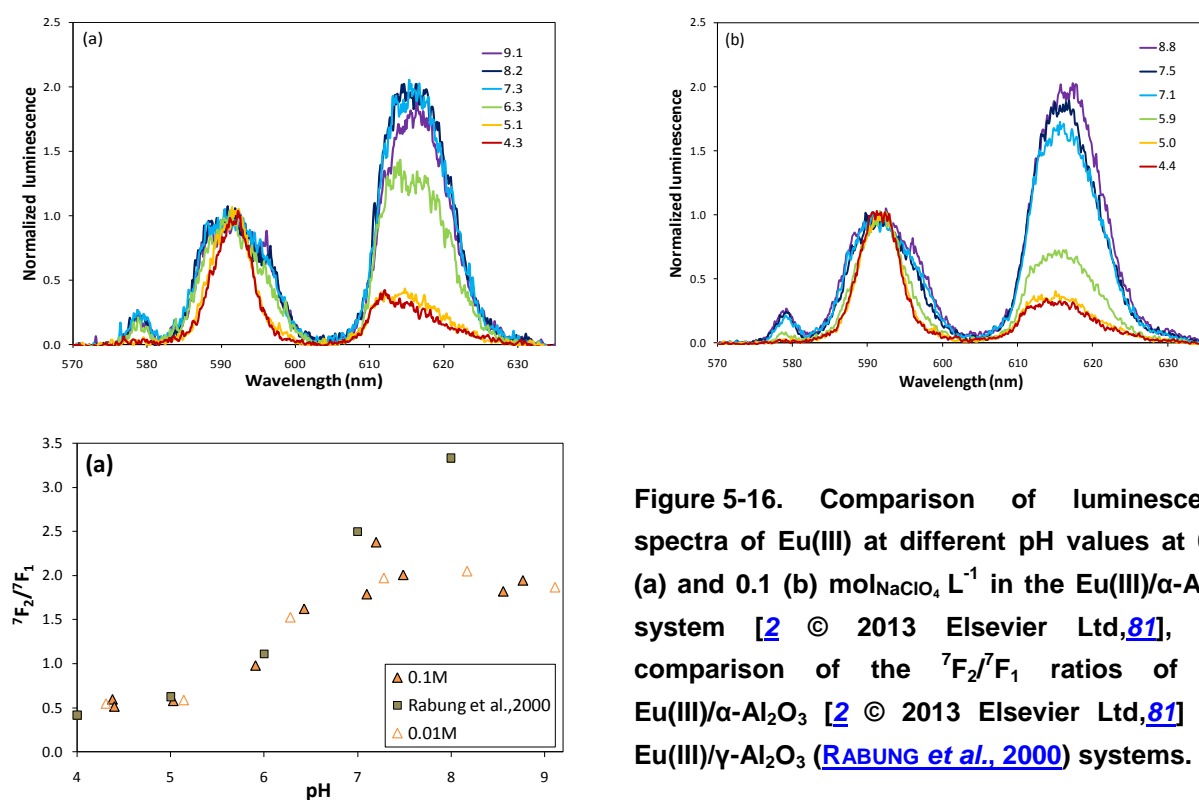 (a)
2.5
2.0
1.5
1.0
0.5
0.0
570 580 590 600 610 620 630
Normalized luminescence
Wavelength (nm)
9.1
8.2
7.3
6.3
5.1
4.3
(b)
2.5
2.0
1.5
1.0
0.5
0.0
570 580 590 600 610 620 630
Normalized luminescence
Wavelength (nm)
8.8
7.5
7.1
5.9
5.0
4.4
(a)
3.5
3.0
2.5
2.0
1.5
1.0
0.5
0.0
4 5 6 7 8 9
⁷F₂/⁷F₁
pH
0.1M
Rabung et al.,2000
0.01M
Figure 5-16. Comparison of
spectra of Eu(III) at different pH values at
(a) and 0.1 (b) mol_NaClO₄ L⁻¹ in the
system [2 © 2013 Elsevier Ltd,81],
comparison of the ⁷F₂/⁷F₁ ratios of
Eu(III)/α-Al₂O₃ [2 © 2013 Elsevier Ltd,81]
Eu(III)/γ-Al₂O₃ (RABUNG et al., 2000) systems.